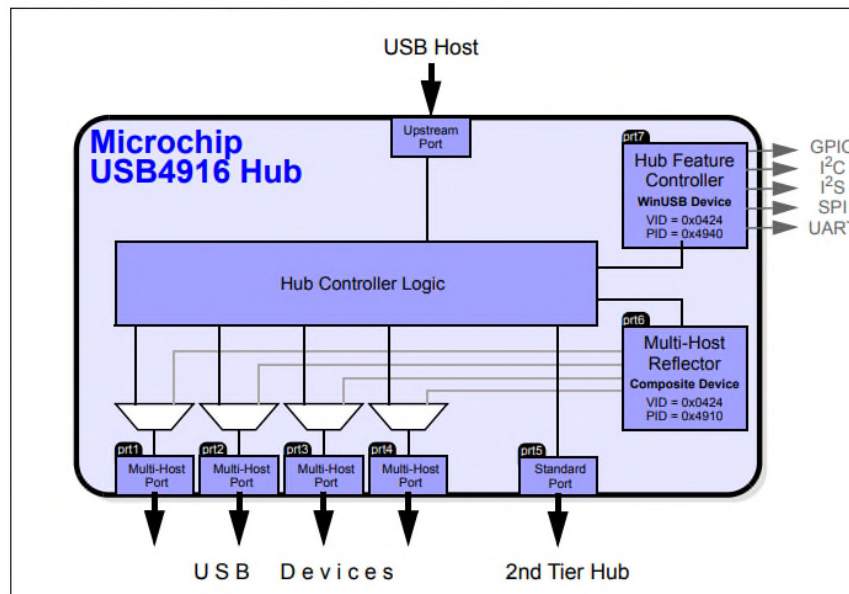 USB Host
Microchip
USB4916 Hub
Upstream
Port
prt7
Hub Feature
Controller
WinUSB Device
VID = 0x0424
PID = 0x4940
GPIO
I²C
I²S
SPI
UART
Hub Controller Logic
prt6
Multi-Host
Reflector
Composite Device
VID = 0x0424
PID = 0x4910
prt1
Multi-Host
Port
prt2
Multi-Host
Port
prt3
Multi-Host
Port
prt4
Multi-Host
Port
prt5
Standard
Port
USB Devices
2nd Tier Hub